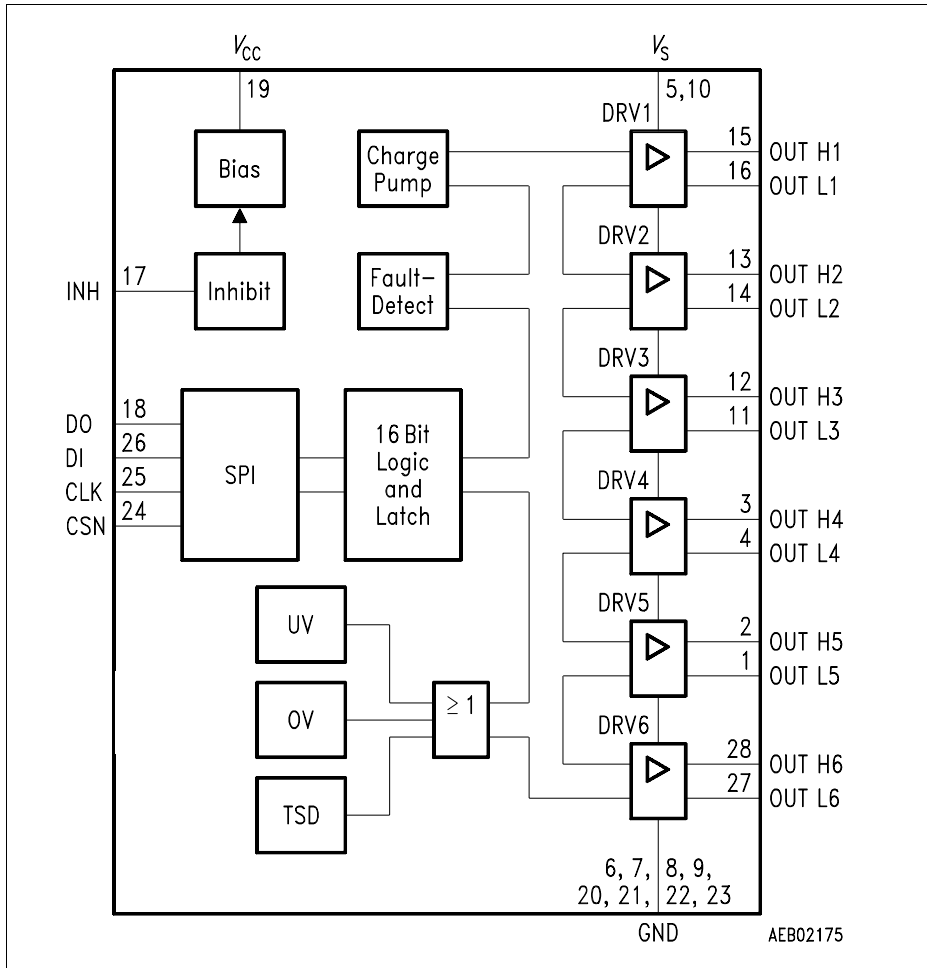 VCC
VS
19
5,10
DRV1
Bias
Charge
Pump
15
OUT H1
16
OUT L1
DRV2
INH
17
Inhibit
Fault-
Detect
13
OUT H2
14
OUT L2
DRV3
12
OUT H3
11
OUT L3
DO
18
DI
26
CLK
25
CSN
24
SPI
16 Bit
Logic
and
Latch
DRV4
3
OUT H4
4
OUT L4
DRV5
UV
2
OUT H5
1
OUT L5
OV
≥ 1
DRV6
28
OUT H6
27
OUT L6
TSD
6, 7,
8, 9,
20, 21,
22, 23
GND
AEB02175